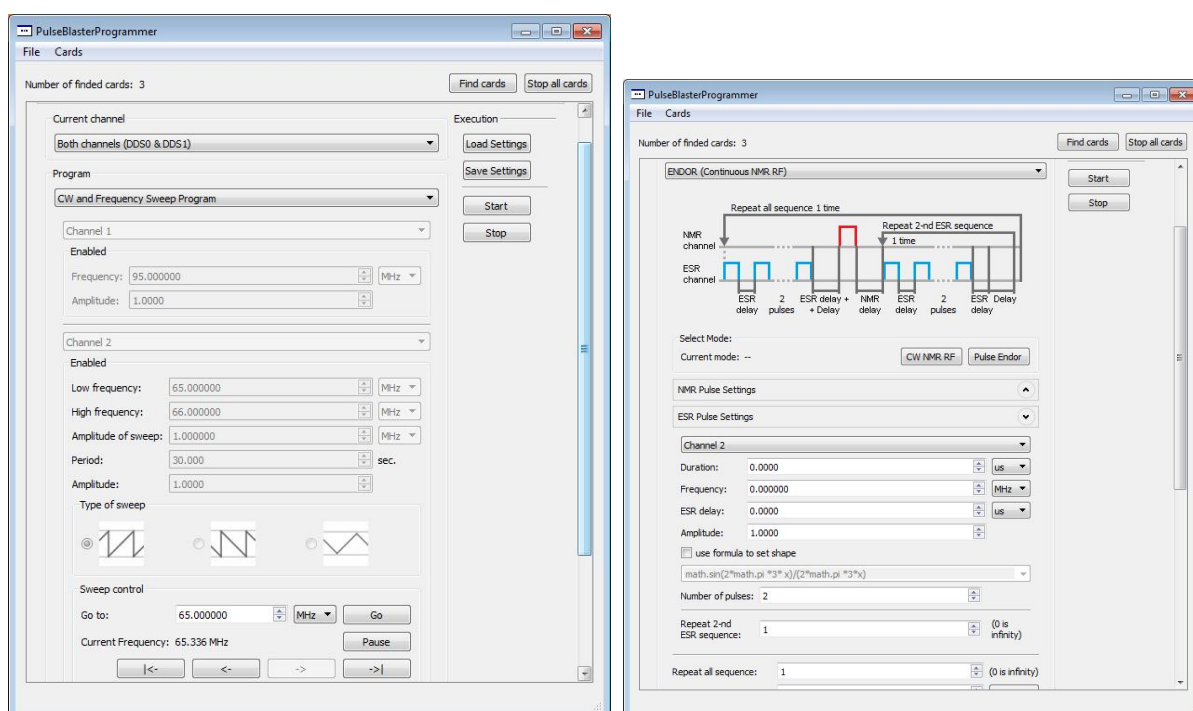 PulseBlasterProgrammer
File Cards
Number of finded cards: 3
Find cards
Stop all cards
Current channel
Both channels (DDS0 & DDS1)
Program
CW and Frequency Sweep Program
Channel 1
Enabled
Frequency: 95.000000 MHz
Amplitude: 1.0000
Channel 2
Enabled
Low frequency: 65.000000 MHz
High frequency: 66.000000 MHz
Amplitude of sweep: 1.000000 MHz
Period: 30.000 sec.
Amplitude: 1.0000
Type of sweep
Sweep control
Go to: 65.000000 MHz Go
Current Frequency: 65.336 MHz Pause
|<- <- -> ->|
Execution
Load Settings
Save Settings
Start
Stop
PulseBlasterProgrammer
File Cards
Number of finded cards: 3
Find cards
Stop all cards
ENDOR (Continuous NMR RF)
Start
Stop
Repeat all sequence 1 time
Repeat 2-nd ESR sequence
1 time
NMR
channel
ESR
channel
ESR
delay
2
pulses
ESR delay +
+ Delay
NMR
delay
ESR
delay
2
pulses
ESR
delay
Delay
Select Mode:
Current mode: -- CW NMR RF Pulse Endor
NMR Pulse Settings
ESR Pulse Settings
Channel 2
Duration: 0.0000 us
Frequency: 0.000000 MHz
ESR delay: 0.0000 us
Amplitude: 1.0000
use formula to set shape
math.sin(2*math.pi *3* x)/(2*math.pi *3*x)
Number of pulses: 2
Repeat 2-nd
ESR sequence: 1 (0 is
infinity)
Repeat all sequence: 1 (0 is infinity)